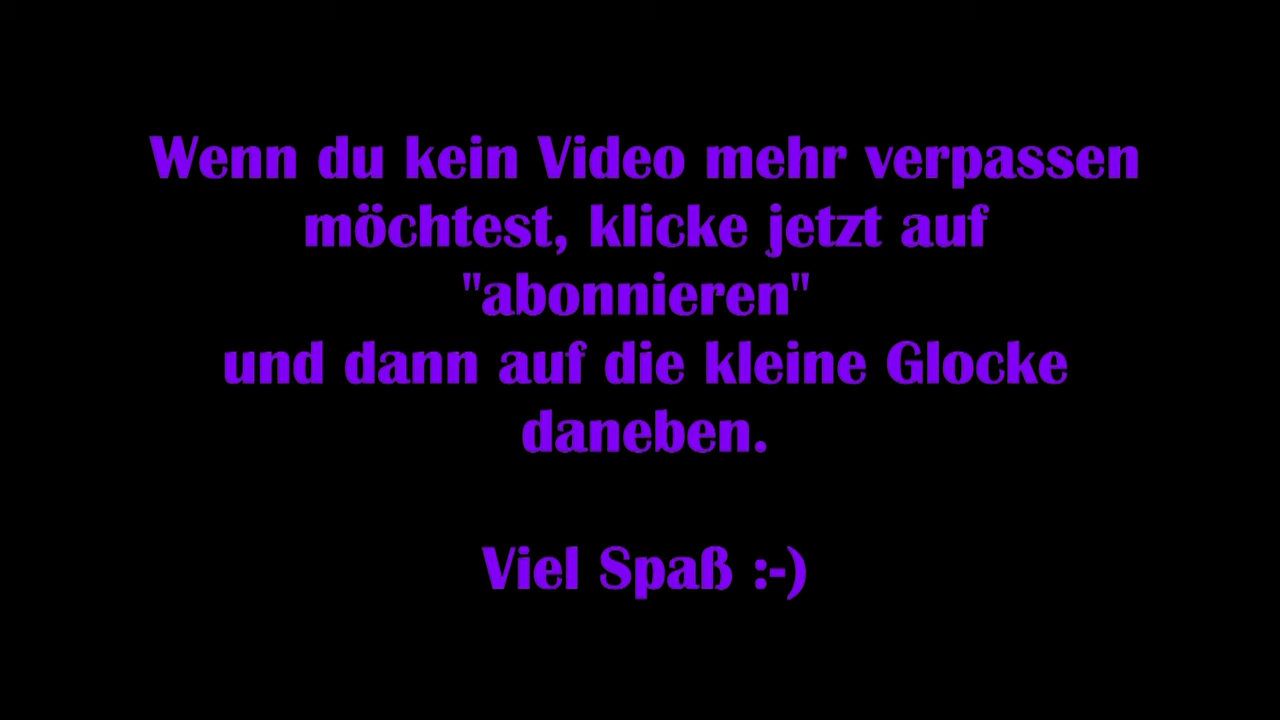 Wenn du kein Video mehr verpassen
möchtest, klicke jetzt auf
"abonnieren"
und dann auf die kleine Glocke
daneben.
Viel Spaß :-)